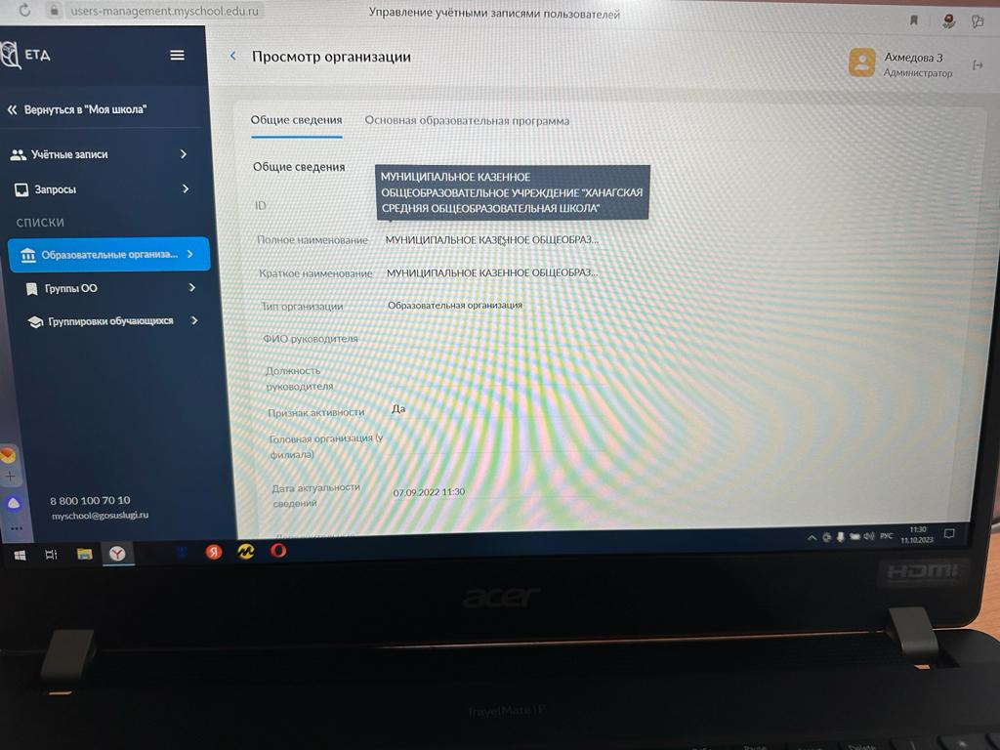 users-management.myschool.edu.ru
Управление учётными записями пользователей
ЕТД
Просмотр организации
Ахмедова З
Администратор
Вернуться в "Моя школа"
Общие сведения
Основная образовательная программа
Учётные записи
Запросы
СПИСКИ
Образовательные организа...
Группы ОО
Группировки обучающихся
8 800 100 70 10
myschool@gosuslugi.ru
Общие сведения
МУНИЦИПАЛЬНОЕ КАЗЕННОЕ
ОБЩЕОБРАЗОВАТЕЛЬНОЕ УЧРЕЖДЕНИЕ "ХАНАГСКАЯ
СРЕДНЯЯ ОБЩЕОБРАЗОВАТЕЛЬНАЯ ШКОЛА"
ID
Полное наименование МУНИЦИПАЛЬНОЕ КАЗЕННОЕ ОБЩЕОБРАЗ...
Краткое наименование МУНИЦИПАЛЬНОЕ КАЗЕННОЕ ОБЩЕОБРАЗ...
Тип организации Образовательная организация
ФИО руководителя
Должность
руководителя
Признак активности Да
Головная организация (у
филиала)
Дата актуальности
сведений
07.09.2022 11:30
РУС
11:30
11.10.2023
HDMI
acer
TravelMate P